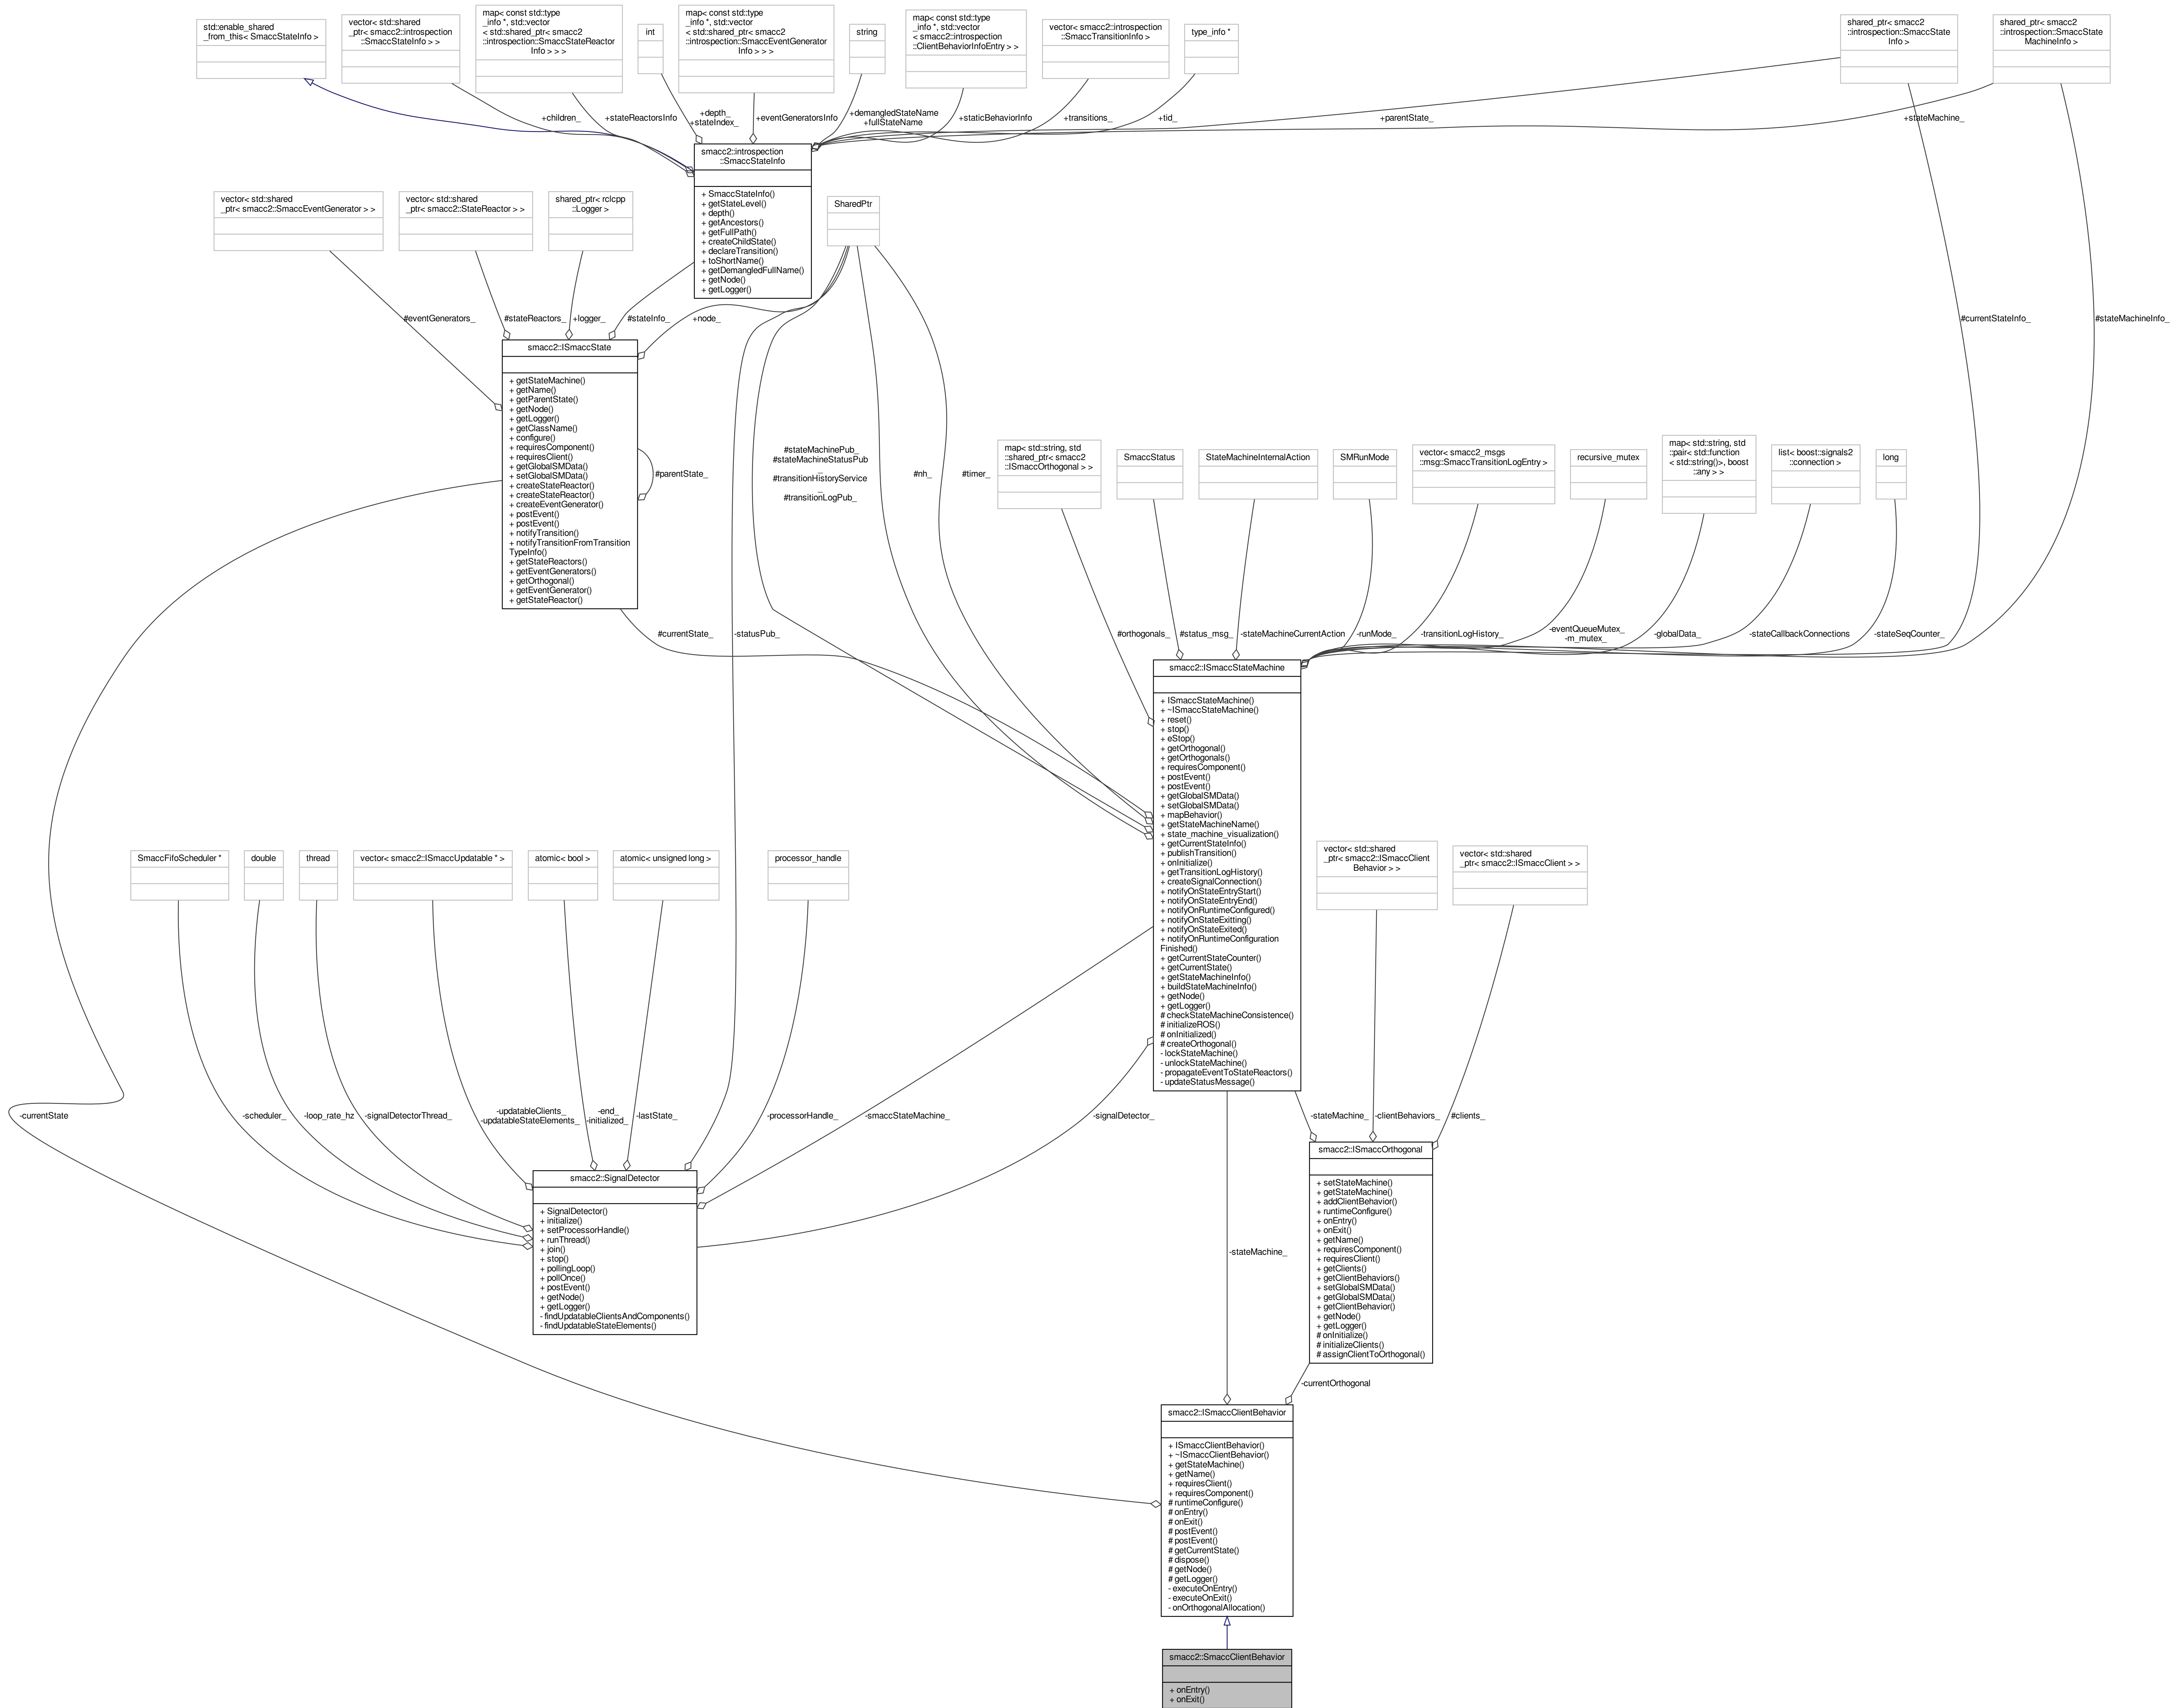 std::enable_shared
_from_this< SmaccStateInfo >
vector< std::shared
_ptr< smacc2::introspection
::SmaccStateInfo > >
map< const std::type
_info *, std::vector
< std::shared_ptr< smacc2
::introspection::SmaccStateReactor
Info > > >
int
map< const std::type
_info *, std::vector
< std::shared_ptr< smacc2
::introspection::SmaccEventGenerator
Info > > >
string
map< const std::type
_info *, std::vector
< smacc2::introspection
::ClientBehaviorInfoEntry > >
vector< smacc2::introspection
::SmaccTransitionInfo >
type_info *
shared_ptr< smacc2
::introspection::SmaccState
Info >
shared_ptr< smacc2
::introspection::SmaccState
MachineInfo >
+children_
+stateReactorsInfo
+depth_
+stateIndex_
+eventGeneratorsInfo
+demangledStateName
+fullStateName
+staticBehaviorInfo
+transitions_
+tid_
+parentState_
+stateMachine_
smacc2::introspection
::SmaccStateInfo
+ SmaccStateInfo()
+ getStateLevel()
+ depth()
+ getAncestors()
+ getFullPath()
+ createChildState()
+ declareTransition()
+ toShortName()
+ getDemangledFullName()
+ getNode()
+ getLogger()
vector< std::shared
_ptr< smacc2::SmaccEventGenerator > >
vector< std::shared
_ptr< smacc2::StateReactor > >
shared_ptr< rclcpp
::Logger >
SharedPtr
#eventGenerators_
#stateReactors_
+logger_
#stateInfo_
+node_
#currentStateInfo_
#stateMachineInfo_
smacc2::ISmaccState
+ getStateMachine()
+ getName()
+ getParentState()
+ getNode()
+ getLogger()
+ getClassName()
+ configure()
+ requiresComponent()
+ requiresClient()
+ getGlobalSMData()
+ setGlobalSMData()
+ createStateReactor()
+ createStateReactor()
+ createEventGenerator()
+ postEvent()
+ postEvent()
+ notifyTransition()
+ notifyTransitionFromTransition
TypeInfo()
+ getStateReactors()
+ getEventGenerators()
+ getOrthogonal()
+ getEventGenerator()
+ getStateReactor()
#parentState_
#stateMachinePub_
#stateMachineStatusPub
_
#transitionHistoryService
_
#transitionLogPub_
#nh_
#timer_
map< std::string, std
::shared_ptr< smacc2
::ISmaccOrthogonal > >
SmaccStatus
StateMachineInternalAction
SMRunMode
vector< smacc2_msgs
::msg::SmaccTransitionLogEntry >
recursive_mutex
map< std::string, std
::pair< std::function
< std::string()>, boost
::any > >
list< boost::signals2
::connection >
long
#currentState_
-statusPub_
#orthogonals_
#status_msg_
-stateMachineCurrentAction
-runMode_
-transitionLogHistory_
-eventQueueMutex_
-m_mutex_
-globalData_
-stateCallbackConnections
-stateSeqCounter_
smacc2::ISmaccStateMachine
+ ISmaccStateMachine()
+ ~ISmaccStateMachine()
+ reset()
+ stop()
+ eStop()
+ getOrthogonal()
+ getOrthogonals()
+ requiresComponent()
+ postEvent()
+ postEvent()
+ getGlobalSMData()
+ setGlobalSMData()
+ mapBehavior()
+ getStateMachineName()
+ state_machine_visualization()
+ getCurrentStateInfo()
+ publishTransition()
+ onInitialize()
+ getTransitionLogHistory()
+ createSignalConnection()
+ notifyOnStateEntryStart()
+ notifyOnStateEntryEnd()
+ notifyOnRuntimeConfigured()
+ notifyOnStateExitting()
+ notifyOnStateExited()
+ notifyOnRuntimeConfiguration
Finished()
+ getCurrentStateCounter()
+ getCurrentState()
+ getStateMachineInfo()
+ buildStateMachineInfo()
+ getNode()
+ getLogger()
# checkStateMachineConsistence()
# initializeROS()
# onInitialized()
# createOrthogonal()
- lockStateMachine()
- unlockStateMachine()
- propagateEventToStateReactors()
- updateStatusMessage()
SmaccFifoScheduler *
double
thread
vector< smacc2::ISmaccUpdatable * >
atomic< bool >
atomic< unsigned long >
processor_handle
vector< std::shared
_ptr< smacc2::ISmaccClient
Behavior > >
vector< std::shared
_ptr< smacc2::ISmaccClient > >
-currentState
-scheduler_
-loop_rate_hz
-signalDetectorThread_
-updatableClients_
-updatableStateElements_
-end_
-initialized_
-lastState_
-processorHandle_
-smaccStateMachine_
-signalDetector_
-stateMachine_
-clientBehaviors_
#clients_
smacc2::SignalDetector
+ SignalDetector()
+ initialize()
+ setProcessorHandle()
+ runThread()
+ join()
+ stop()
+ pollingLoop()
+ pollOnce()
+ postEvent()
+ getNode()
+ getLogger()
- findUpdatableClientsAndComponents()
- findUpdatableStateElements()
smacc2::ISmaccOrthogonal
+ setStateMachine()
+ getStateMachine()
+ addClientBehavior()
+ runtimeConfigure()
+ onEntry()
+ onExit()
+ getName()
+ requiresComponent()
+ requiresClient()
+ getClients()
+ getClientBehaviors()
+ setGlobalSMData()
+ getGlobalSMData()
+ getClientBehavior()
+ getNode()
+ getLogger()
# onInitialize()
# initializeClients()
# assignClientToOrthogonal()
-stateMachine_
-currentOrthogonal
smacc2::ISmaccClientBehavior
+ ISmaccClientBehavior()
+ ~ISmaccClientBehavior()
+ getStateMachine()
+ getName()
+ requiresClient()
+ requiresComponent()
# runtimeConfigure()
# onEntry()
# onExit()
# postEvent()
# postEvent()
# getCurrentState()
# dispose()
# getNode()
# getLogger()
- executeOnEntry()
- executeOnExit()
- onOrthogonalAllocation()
smacc2::SmaccClientBehavior
+ onEntry()
+ onExit()